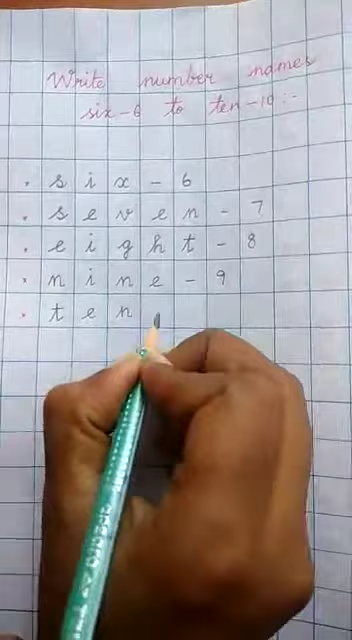 Write number names
six-6 to ten-10:-
. six - 6
. seven - 7
. eight - 8
. nine - 9
. ten